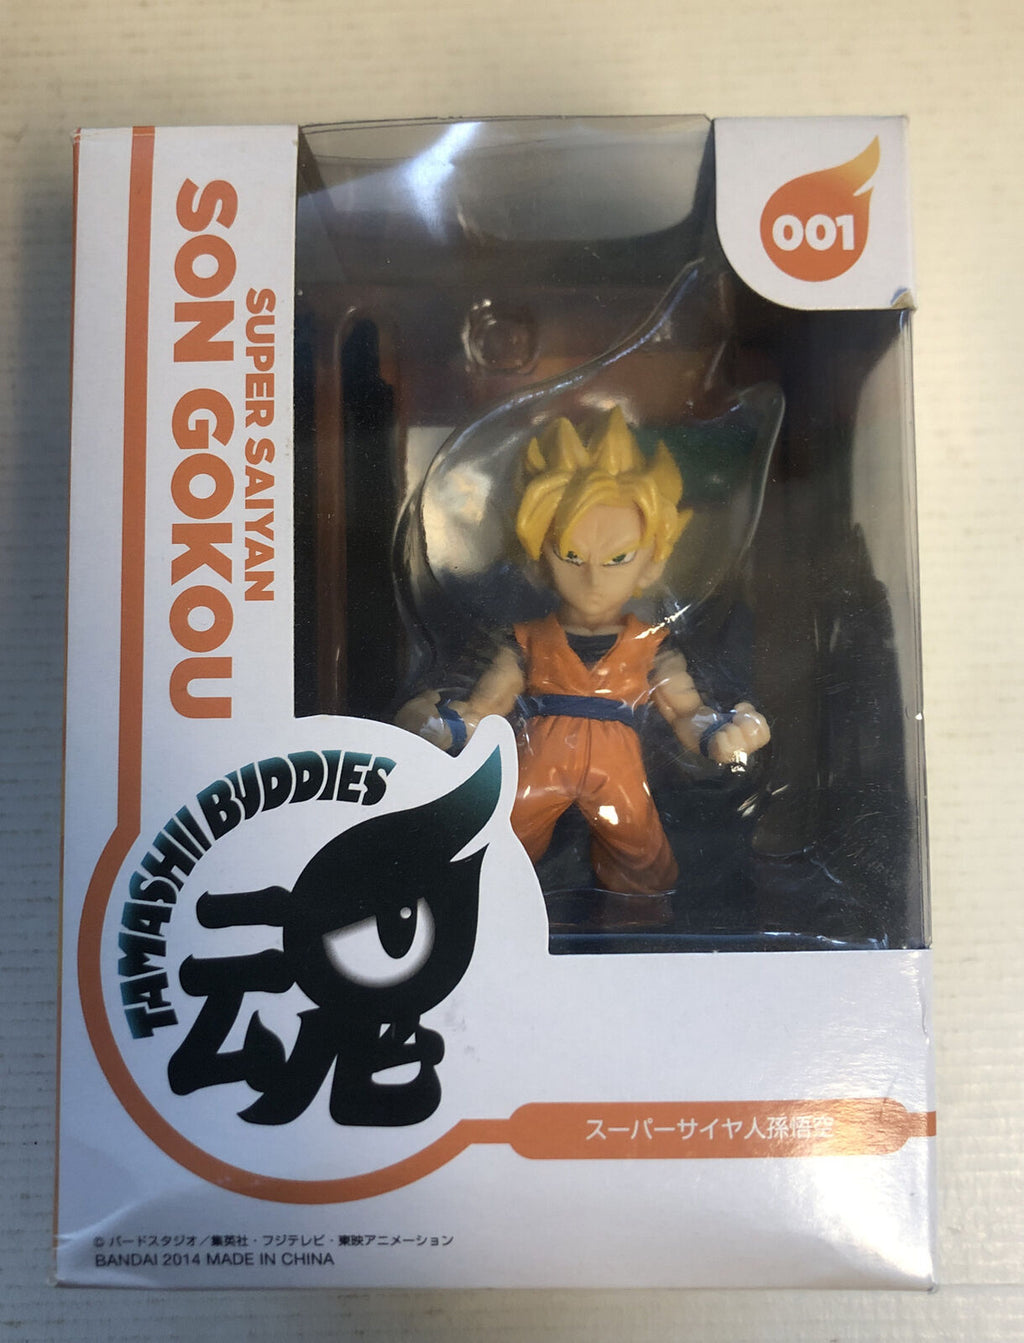 001
SUPER SAIYAN
SON GOKOU
TAMASHII BUDDIES
魂
スーパーサイヤ人孫悟空
© バードスタジオ／集英社・フジテレビ・東映アニメーション
BANDAI 2014 MADE IN CHINA